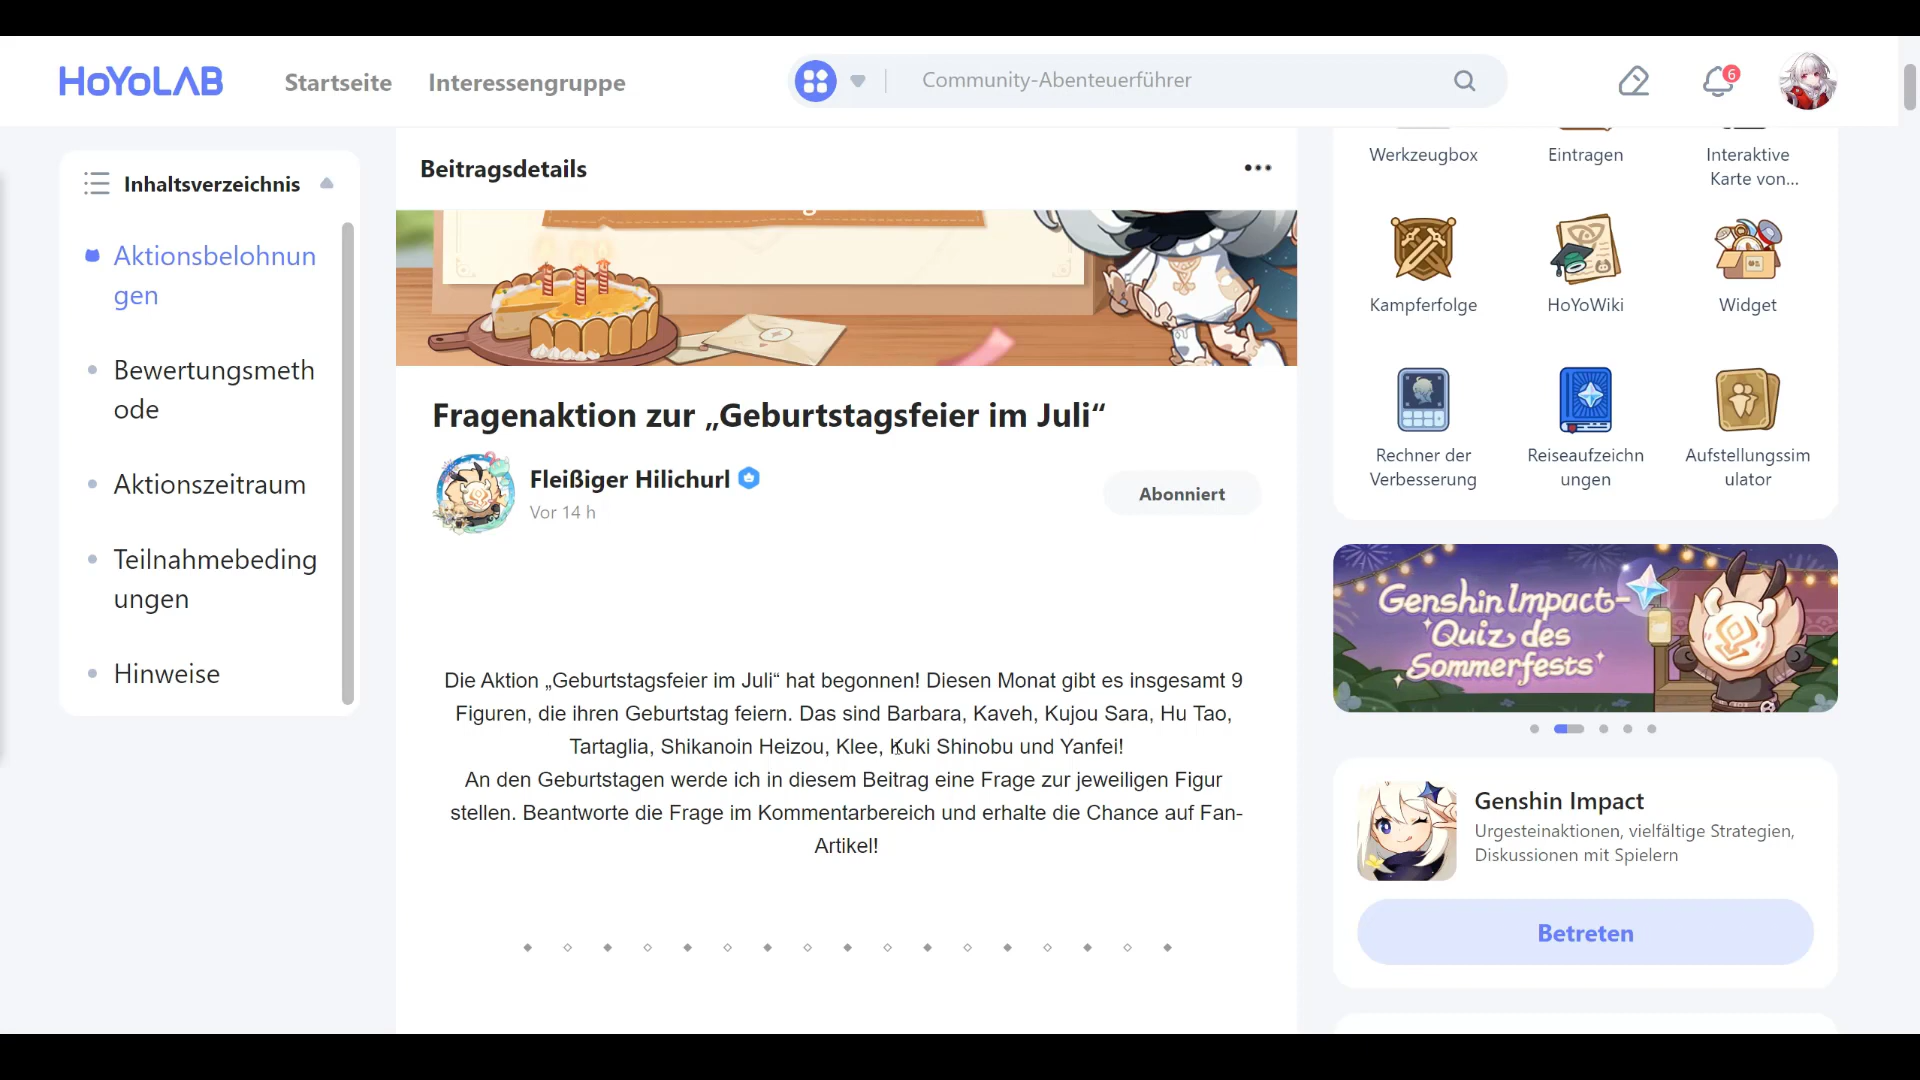 HoYoLAB
Startseite
Interessengruppe
Community-Abenteuerführer
6
Inhaltsverzeichnis
Aktionsbelohnun
gen
Bewertungsmeth
ode
Aktionszeitraum
Teilnahmebeding
ungen
Hinweise
Beitragsdetails
Fragenaktion zur „Geburtstagsfeier im Juli“
Fleißiger Hilichurl
Vor 14 h
Abonniert
Die Aktion „Geburtstagsfeier im Juli“ hat begonnen! Diesen Monat gibt es insgesamt 9
Figuren, die ihren Geburtstag feiern. Das sind Barbara, Kaveh, Kujou Sara, Hu Tao,
Tartaglia, Shikanoin Heizou, Klee, Kuki Shinobu und Yanfei!
An den Geburtstagen werde ich in diesem Beitrag eine Frage zur jeweiligen Figur
stellen. Beantworte die Frage im Kommentarbereich und erhalte die Chance auf Fan-
Artikel!
Werkzeugbox
Eintragen
Interaktive
Karte von...
Kampferfolge
HoYoWiki
Widget
Rechner der
Verbesserung
Reiseaufzeichn
ungen
Aufstellungssim
ulator
Genshin Impact-
Quiz des
Sommerfests
Genshin Impact
Urgesteinaktionen, vielfältige Strategien,
Diskussionen mit Spielern
Betreten